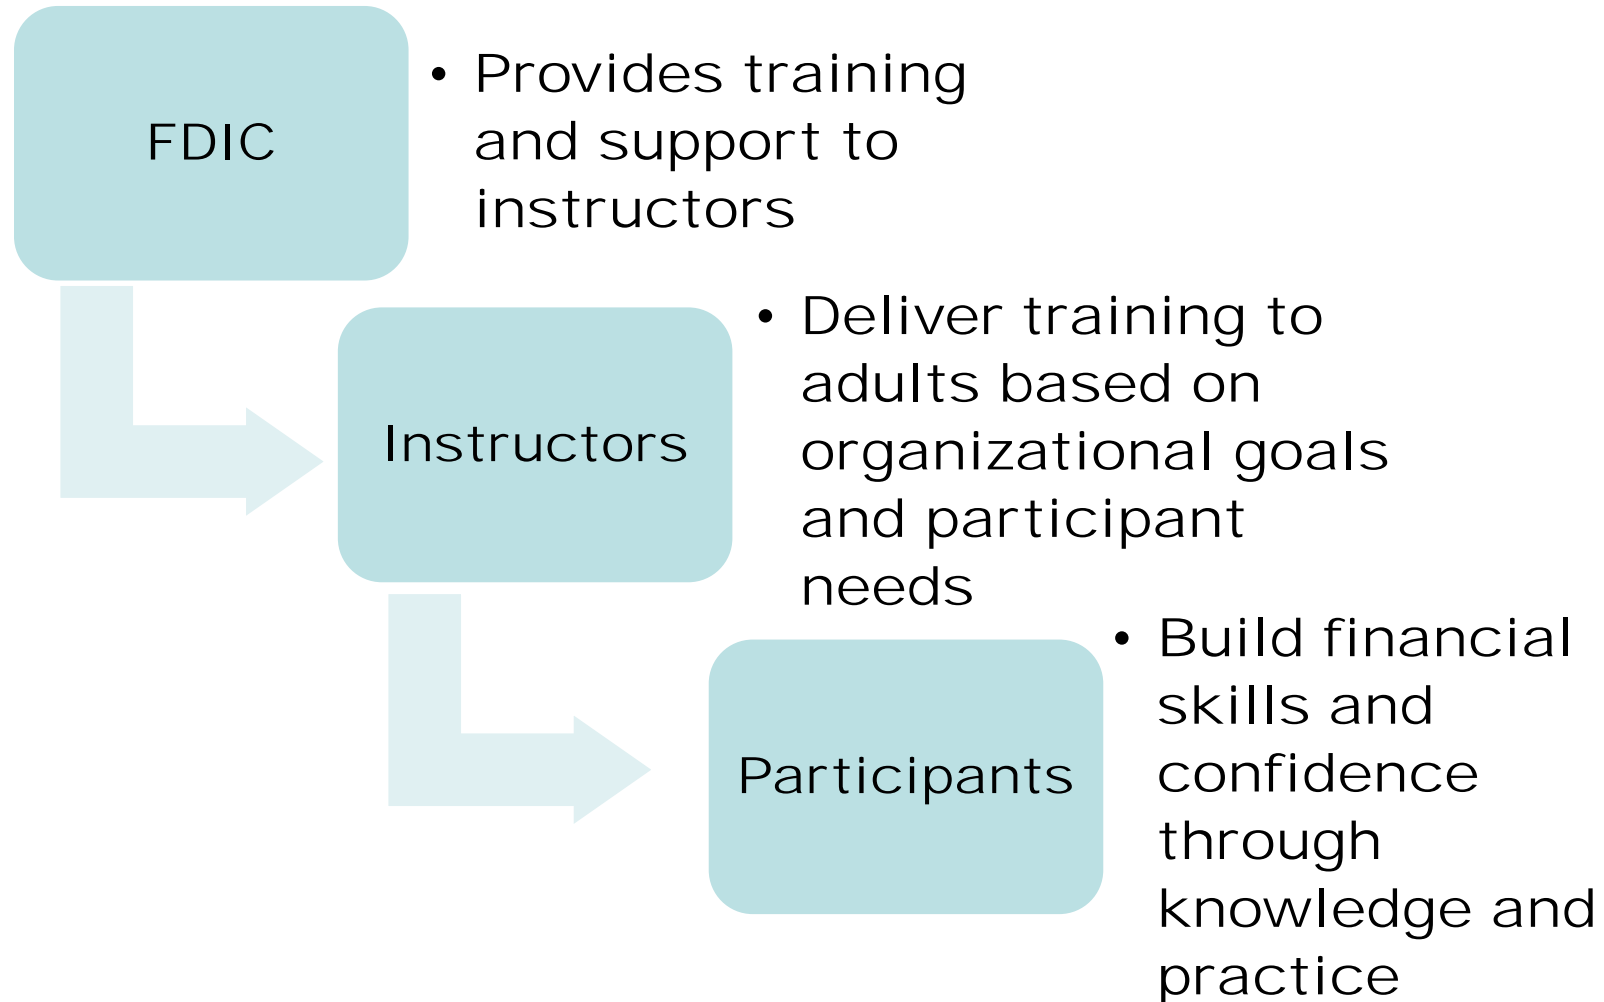 FDIC
• Provides training
and support to
instructors
Instructors
• Deliver training to
adults based on
organizational goals
and participant
needs
Participants
• Build financial
skills and
confidence
through
knowledge and
practice